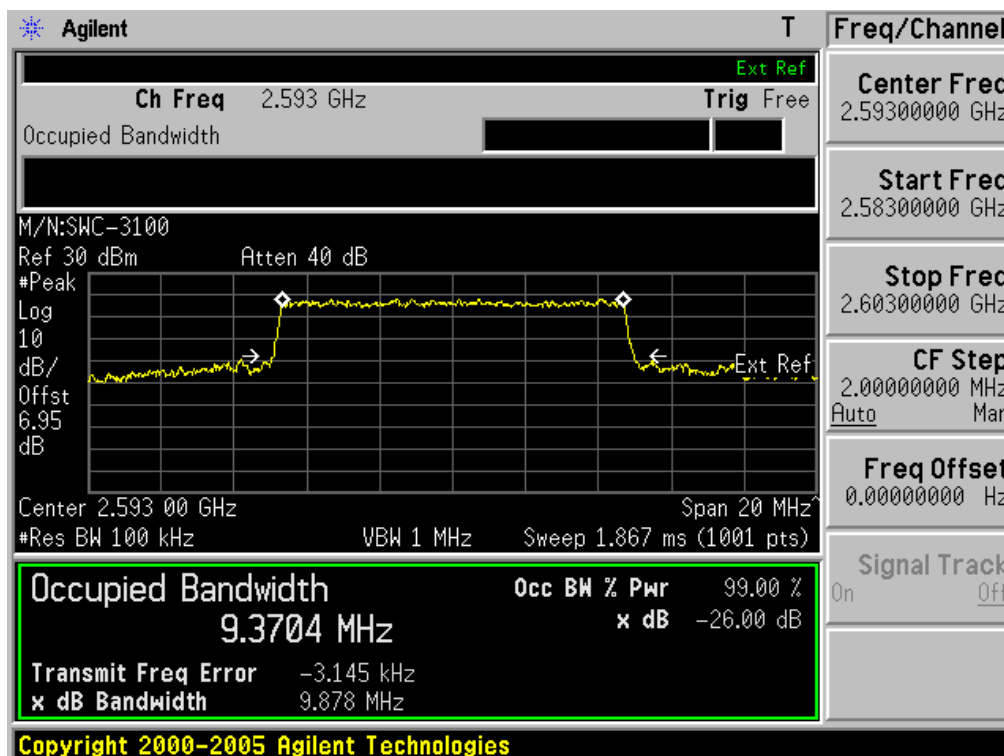 Agilent T
Ext Ref
Ch Freq 2.593 GHz Trig Free
Occupied Bandwidth
M/N:SWC-3100
Ref 30 dBm Atten 40 dB
#Peak
Log
10
dB/
Offst
6.95
dB
Ext Ref
Center 2.593 00 GHz Span 20 MHz^
#Res BW 100 kHz VBW 1 MHz Sweep 1.867 ms (1001 pts)
Occupied Bandwidth
9.3704 MHz
Occ BW % Pwr 99.00 %
x dB -26.00 dB
Transmit Freq Error -3.145 kHz
x dB Bandwidth 9.878 MHz
Copyright 2000-2005 Agilent Technologies
Freq/Channel
Center Freq
2.59300000 GHz
Start Freq
2.58300000 GHz
Stop Freq
2.60300000 GHz
CF Step
2.00000000 MHz
Auto Man
Freq Offset
0.00000000 Hz
Signal Track
On Off